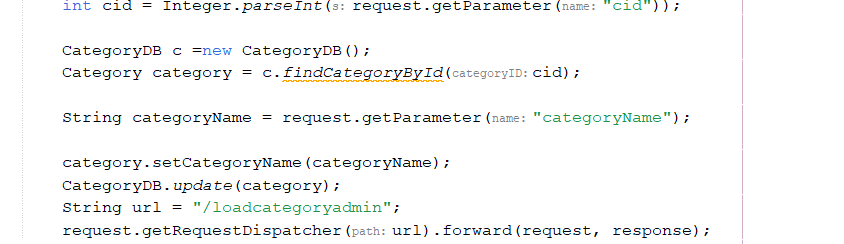 int cid = Integer.parseInt(s: request.getParameter(name: "cid"));
CategoryDB c =new CategoryDB();
Category category = c.findCategoryById(categoryID: cid);
String categoryName = request.getParameter(name: "categoryName");
category.setCategoryName(categoryName);
CategoryDB.update(category);
String url = "/loadcategoryadmin";
request.getRequestDispatcher(path: url).forward(request, response);